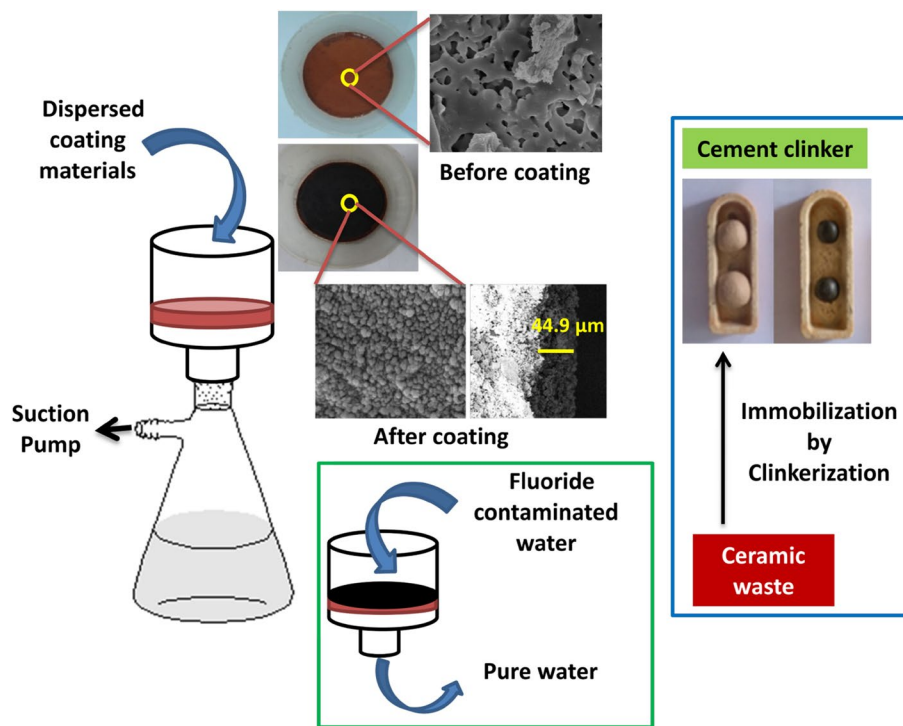 Dispersed
coating
materials
Before coating
44.9 µm
After coating
Suction
Pump
Fluoride
contaminated
water
Pure water
Cement clinker
Immobilization
by
Clinkerization
Ceramic
waste